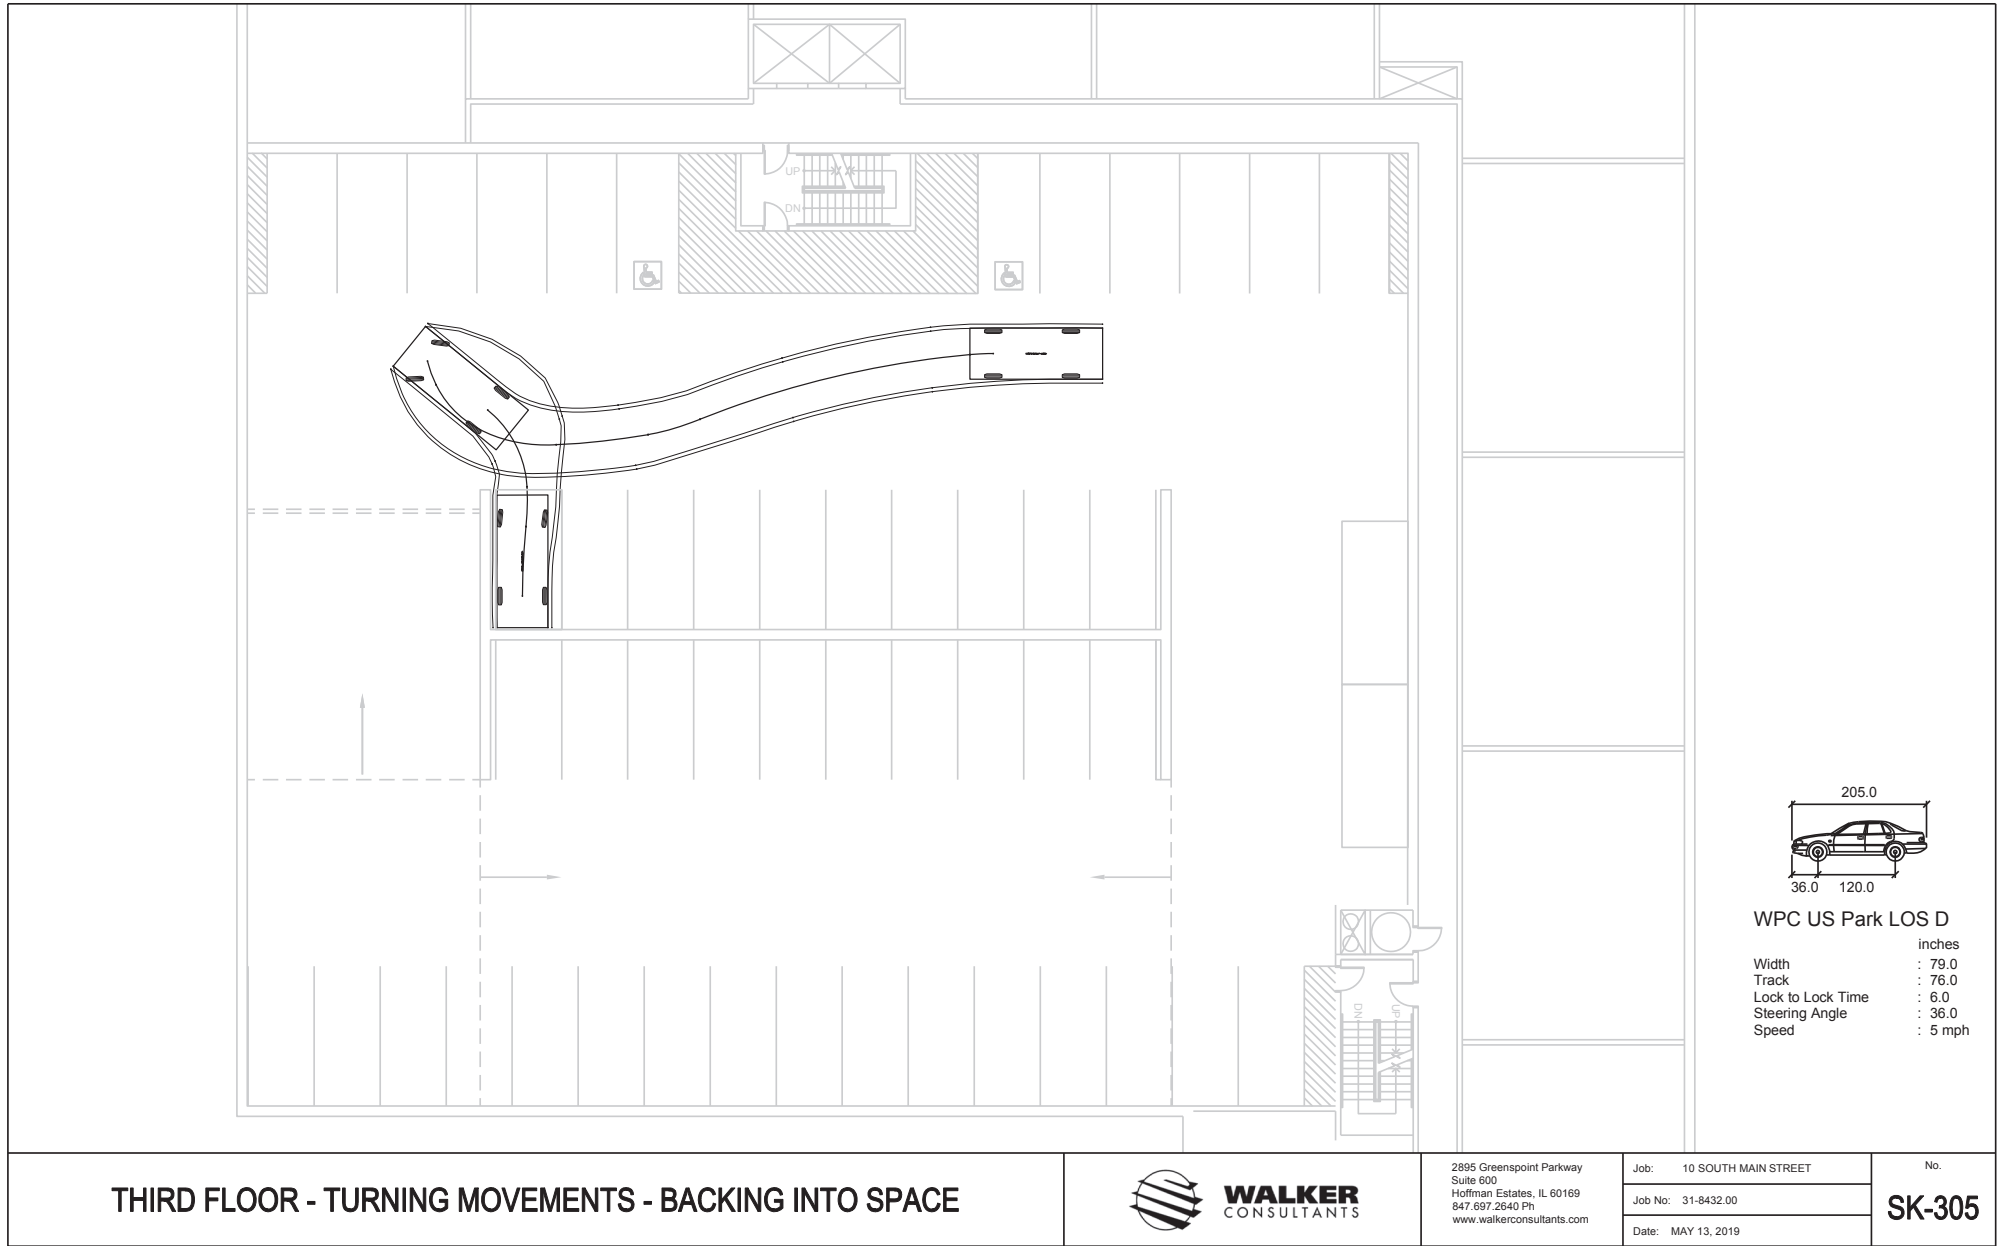 UP
DN
DN
UP
205.0
36.0 120.0
WPC US Park LOS D
inches
Width : 79.0
Track : 76.0
Lock to Lock Time : 6.0
Steering Angle : 36.0
Speed : 5 mph
THIRD FLOOR - TURNING MOVEMENTS - BACKING INTO SPACE
WALKER
CONSULTANTS
2895 Greenspoint Parkway
Suite 600
Hoffman Estates, IL 60169
847.697.2640 Ph
www.walkerconsultants.com
Job: 10 SOUTH MAIN STREET
Job No: 31-8432.00
Date: MAY 13, 2019
No.
SK-305